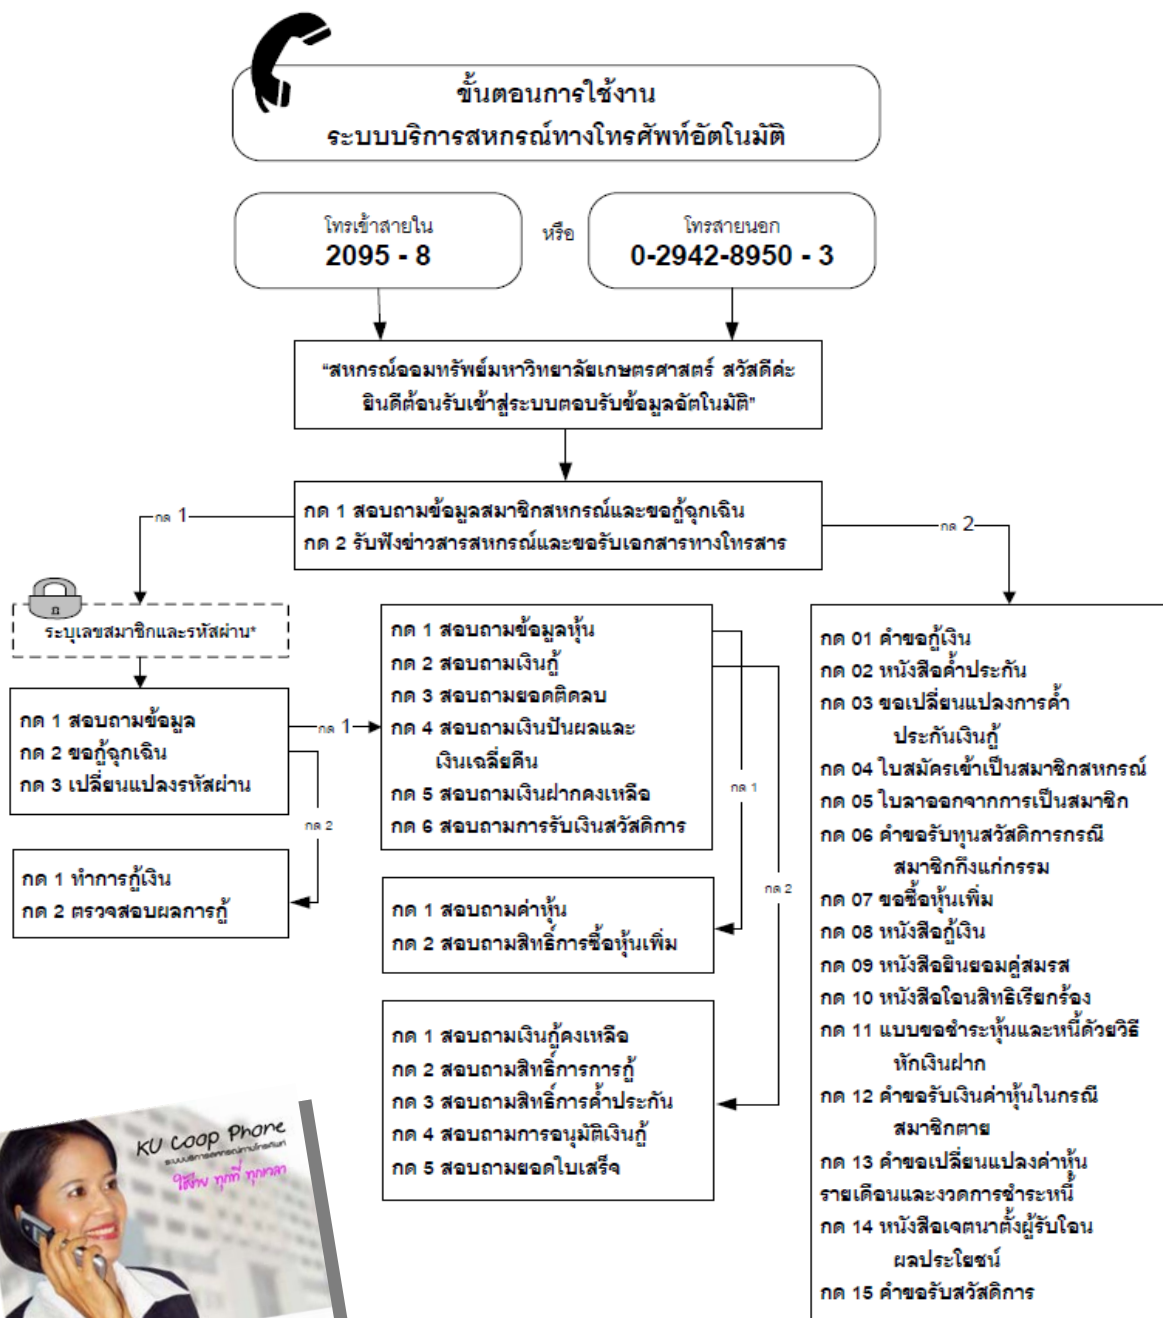 ขั้นตอนการใช้งาน
ระบบบริการสหกรณ์ทางโทรศัพท์อัตโนมัติ
โทรเข้าสายใน
2095 - 8
หรือ
โทรสายนอก
0-2942-8950 - 3
“สหกรณ์ออมทรัพย์มหาวิทยาลัยเกษตรศาสตร์ สวัสดีค่ะ
ยินดีต้อนรับเข้าสู่ระบบตอบรับข้อมูลอัตโนมัติ”
กด 1 สอบถามข้อมูลสมาชิกสหกรณ์และขอกู้ฉุกเฉิน
กด 2 รับฟังข่าวสารสหกรณ์และขอรับเอกสารทางโทรสาร
กด 1
กด 2
ก
ระบุเลขสมาชิกและรหัสผ่าน*
กด 1 สอบถามข้อมูล
กด 2 ขอกู้ฉุกเฉิน
กด 3 เปลี่ยนแปลงรหัสผ่าน
กด 1
กด 2
กด 1 ทำการกู้เงิน
กด 2 ตรวจสอบผลการกู้
กด 1 สอบถามข้อมูลหุ้น
กด 2 สอบถามเงินกู้
กด 3 สอบถามยอดติดลบ
กด 4 สอบถามเงินปันผลและ
เงินเฉลี่ยคืน
กด 5 สอบถามเงินฝากคงเหลือ
กด 6 สอบถามการรับเงินสวัสดิการ
กด 1
กด 2
กด 1 สอบถามค่าหุ้น
กด 2 สอบถามสิทธิ์การซื้อหุ้นเพิ่ม
กด 1 สอบถามเงินกู้คงเหลือ
กด 2 สอบถามสิทธิ์การกู้
กด 3 สอบถามสิทธิ์การค้ำประกัน
กด 4 สอบถามการอนุมัติเงินกู้
กด 5 สอบถามยอดใบเสร็จ
กด 01 คำขอกู้เงิน
กด 02 หนังสือค้ำประกัน
กด 03 ขอเปลี่ยนแปลงการค้ำ
ประกันเงินกู้
กด 04 ใบสมัครเข้าเป็นสมาชิกสหกรณ์
กด 05 ใบลาออกจากการเป็นสมาชิก
กด 06 คำขอรับทุนสวัสดิการกรณี
สมาชิกถึงแก่กรรม
กด 07 ขอซื้อหุ้นเพิ่ม
กด 08 หนังสือกู้เงิน
กด 09 หนังสือยินยอมคู่สมรส
กด 10 หนังสือโอนสิทธิเรียกร้อง
กด 11 แบบขอชำระหุ้นและหนี้ด้วยวิธี
หักเงินฝาก
กด 12 คำขอรับเงินค่าหุ้นในกรณี
สมาชิกตาย
กด 13 คำขอเปลี่ยนแปลงค่าหุ้น
รายเดือนและงวดการชำระหนี้
กด 14 หนังสือเจตนาตั้งผู้รับโอน
ผลประโยชน์
กด 15 คำขอรับสวัสดิการ
KU Coop Phone
ระบบบริการสหกรณ์ทางโทรศัพท์
ใช้ง่าย ทุกที่ ทุกเวลา